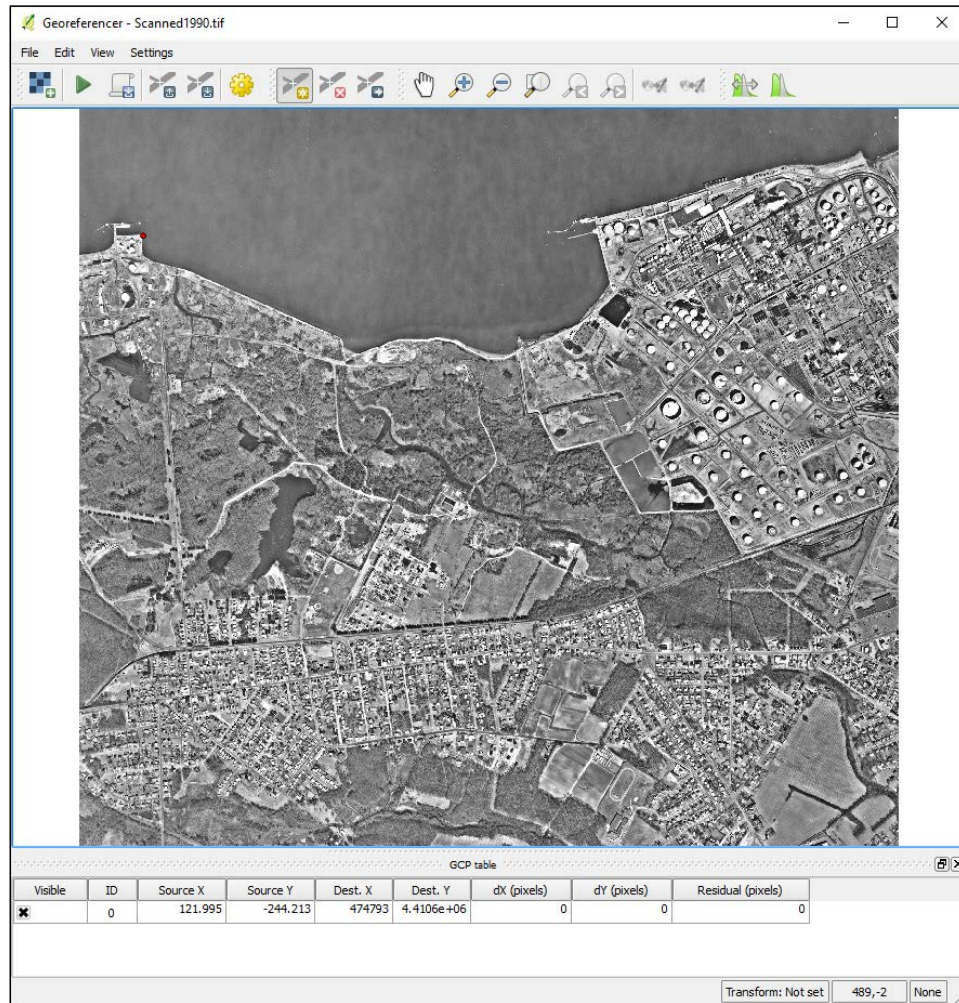 Georeferencer - Scanned1990.tif
File Edit View Settings
GCP table
Visible ID Source X Source Y Dest. X Dest. Y dX (pixels) dY (pixels) Residual (pixels)
0 121.995 -244.213 474793 4.4106e+06 0 0 0
Transform: Not set 489,-2 None